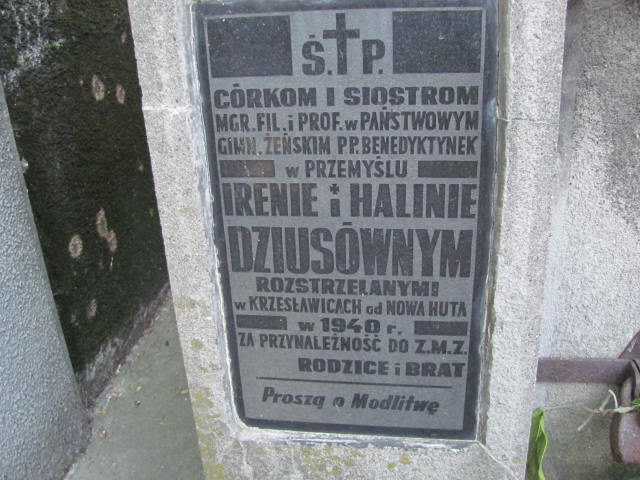 Ś.†P.
CÓRKOM I SIOSTROM
MGR. FIL. i PROF. w PAŃSTWOWYM
GIMN. ŻEŃSKIM PP. BENEDYKTYNEK
w PRZEMYŚLU
IRENIE i HALINIE
DZIUSÓWNYM
ROZSTRZELANYMI
w KRZESŁAWICACH od NOWA HUTA
w 1940 r.
ZA PRZYNALEŻNOŚĆ DO Z.M.Z.
RODZICE i BRAT
Proszą o Modlitwę